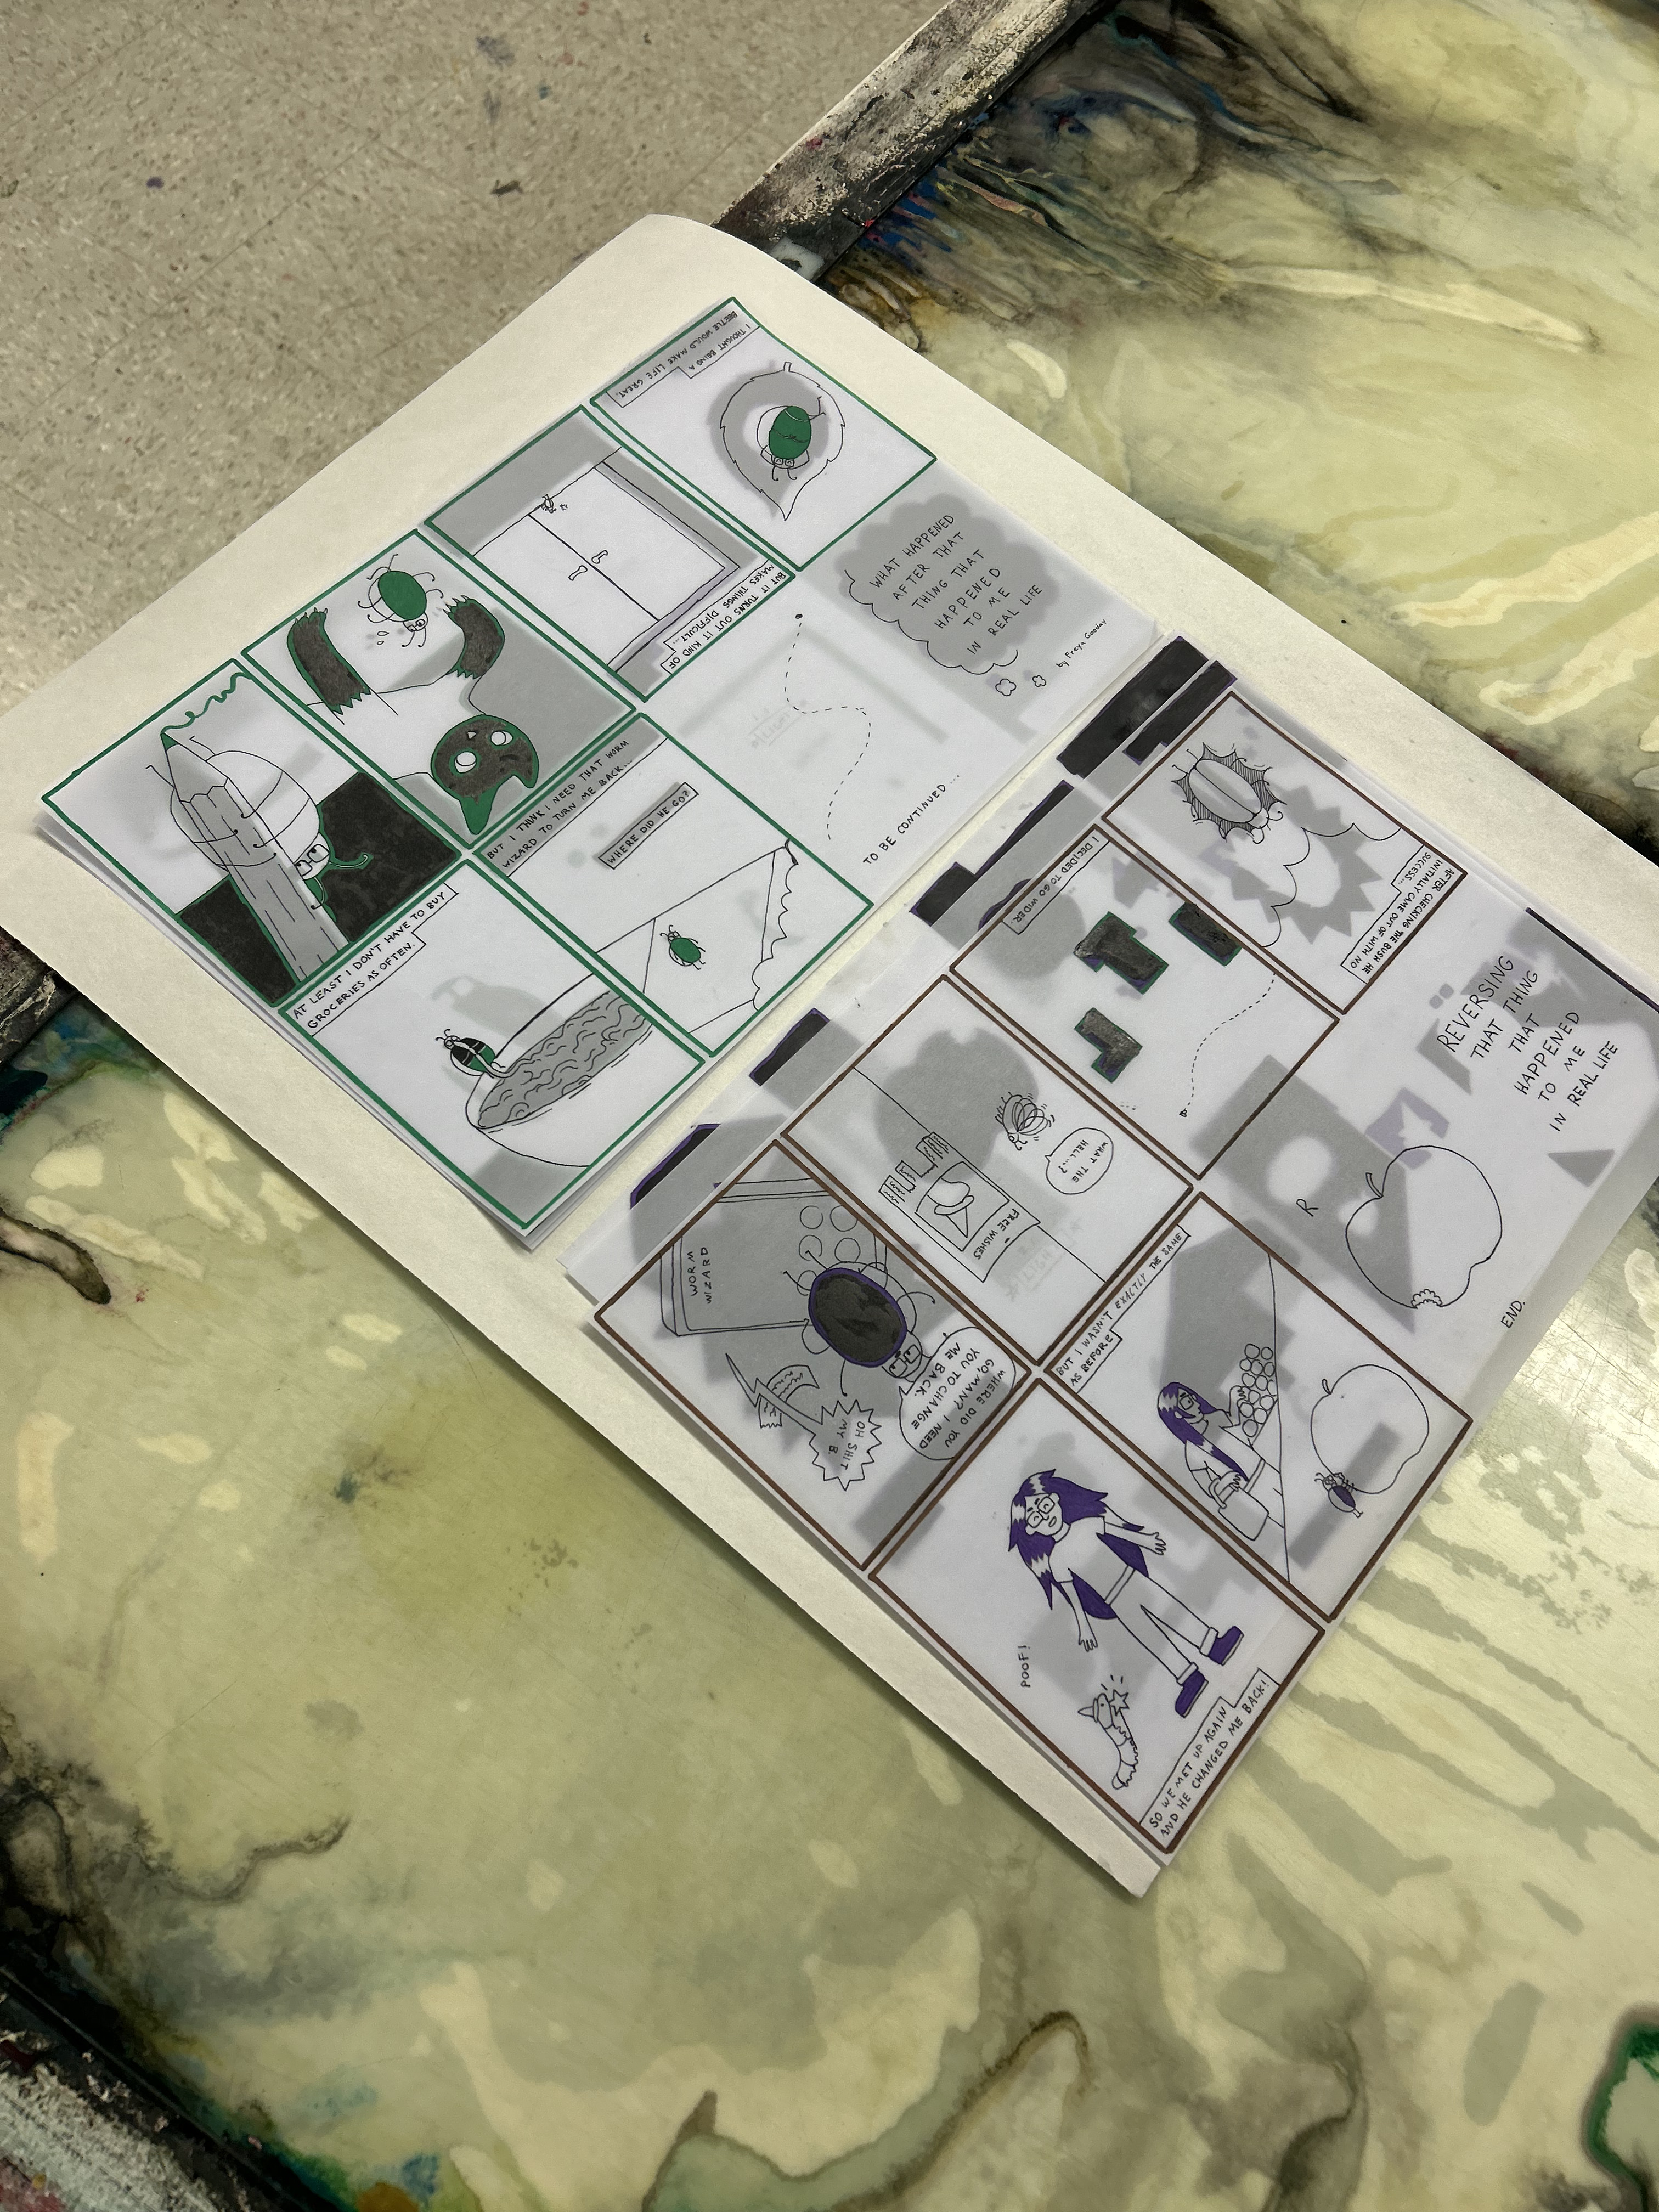 WHAT HAPPENED
AFTER THAT
THING THAT
HAPPENED
TO ME
IN REAL LIFE
by Freya Gooday
I THOUGHT BEING A
BEETLE WOULD MAKE LIFE GREAT.
BUT IT TURNS OUT IT KIND OF
MAKES THINGS DIFFICULT...
AT LEAST I DON'T HAVE TO BUY
GROCERIES AS OFTEN.
BUT I THINK I NEED THAT WORM
WIZARD TO TURN ME BACK...
WHERE DID HE GO?
TO BE CONTINUED...
REVERSING
THAT THING
THAT
HAPPENED
TO ME
IN REAL LIFE
AFTER CHECKING THE BUSH HE
INITIALLY CAME OUT OF WITH NO
SUCCESS...
I DECIDED TO GO WIDER.
WHAT THE
HELL...?
FREE WISHES
WORM
WIZARD
WHERE DID YOU
GO, MAN? I NEED
YOU TO CHANGE
ME BACK
OH SHIT
MY B.
POOF!
SO WE MET UP AGAIN
AND HE CHANGED ME BACK!
BUT I WASN'T EXACTLY THE SAME
AS BEFORE
R
END.